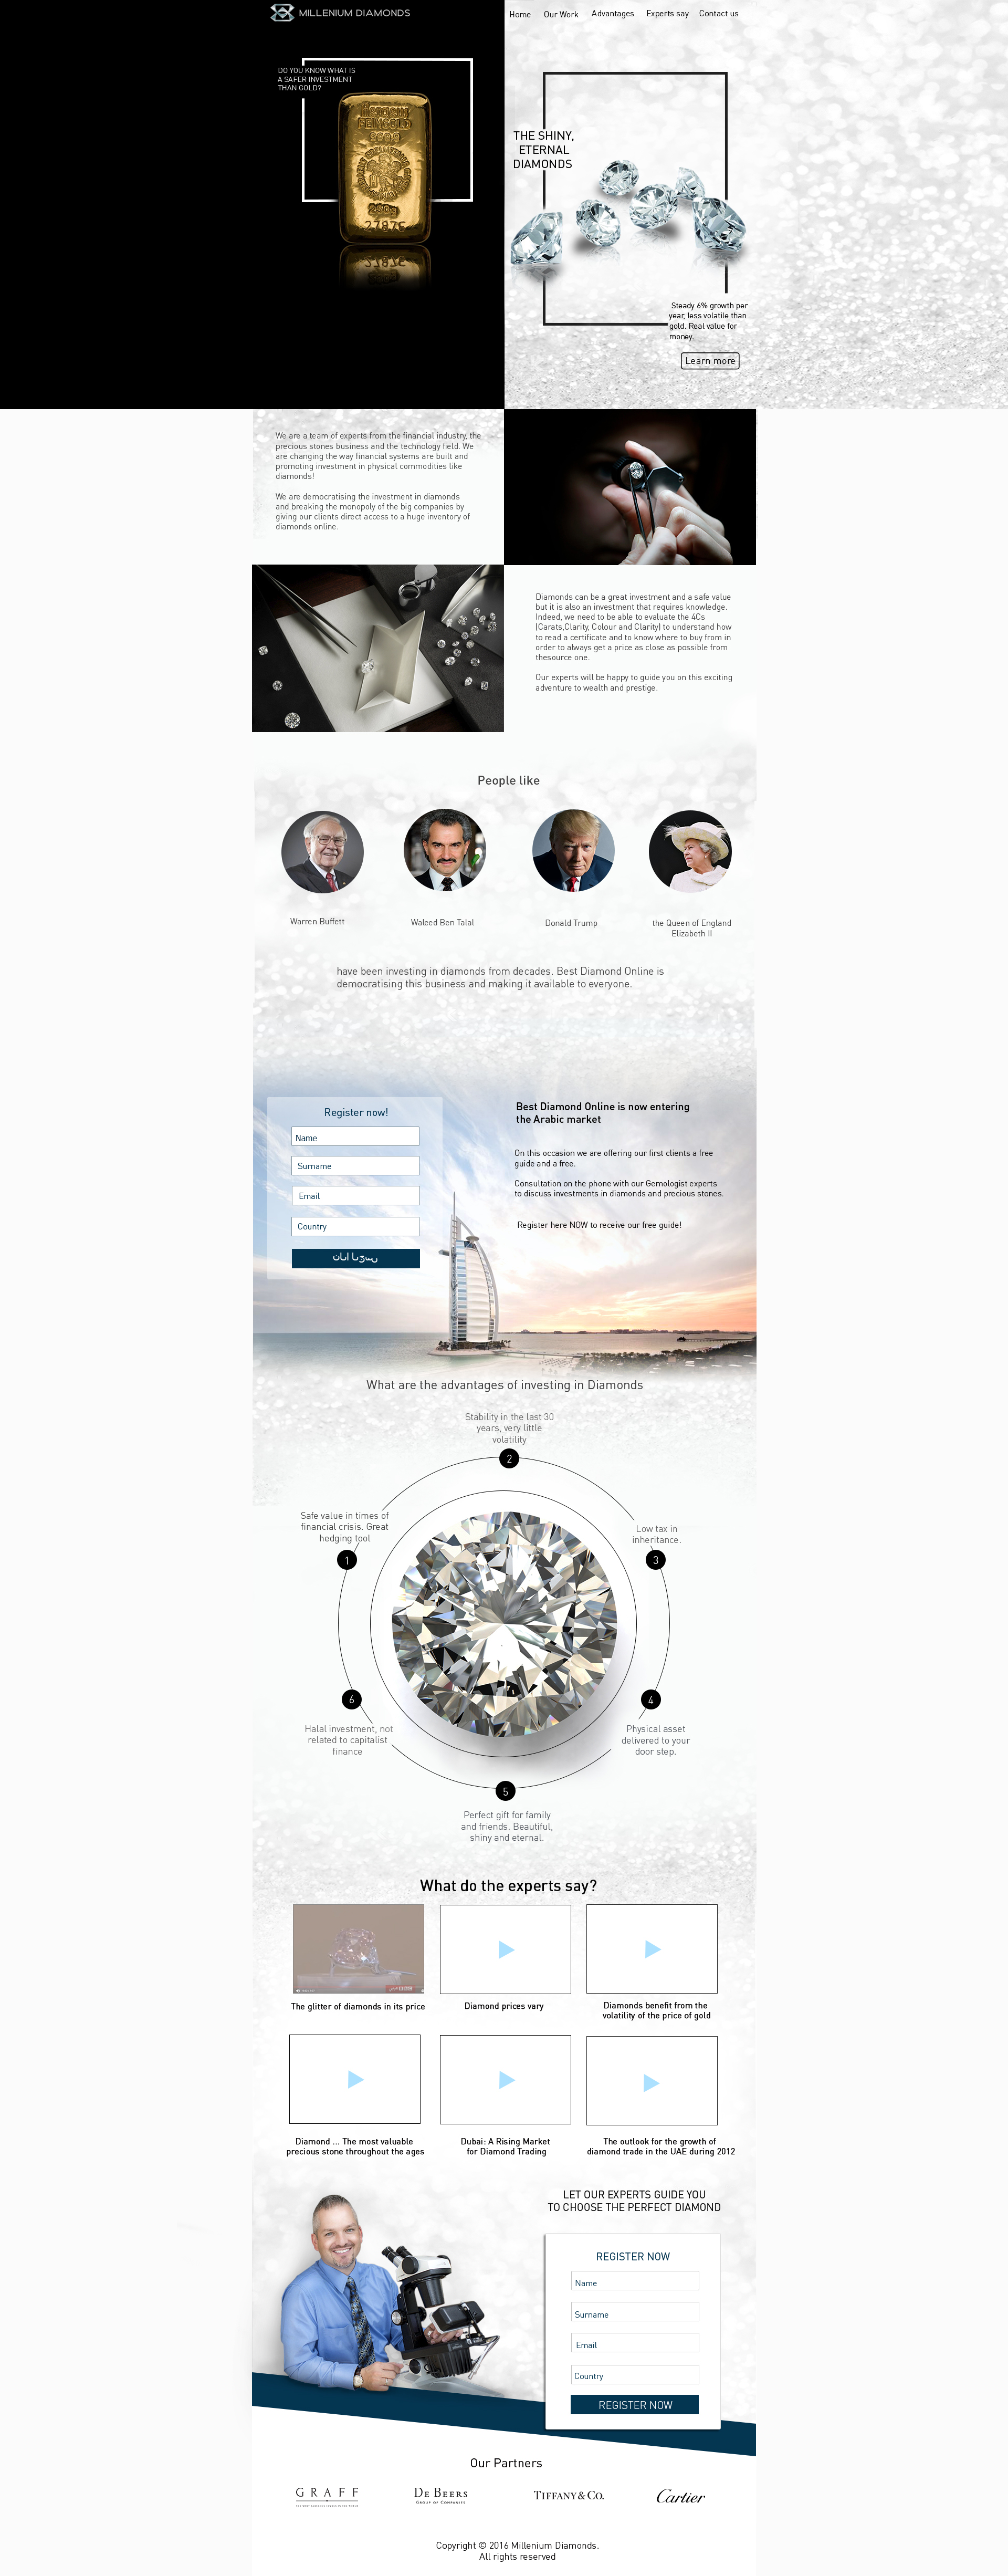 MILLENIUM DIAMONDS
Home Our Work Advantages Experts say Contact us
DO YOU KNOW WHAT IS
A SAFER INVESTMENT
THAN GOLD?
THE SHINY,
ETERNAL
DIAMONDS
Steady 6% growth per
year, less volatile than
gold. Real value for
money.
Learn more
We are a team of experts from the financial industry, the
precious stones business and the technology field. We
are changing the way financial systems are built and
promoting investment in physical commodities like
diamonds!
We are democratising the investment in diamonds
and breaking the monopoly of the big companies by
giving our clients direct access to a huge inventory of
diamonds online.
Diamonds can be a great investment and a safe value
but it is also an investment that requires knowledge.
Indeed, we need to be able to evaluate the 4Cs
(Carats,Clarity, Colour and Clarity) to understand how
to read a certificate and to know where to buy from in
order to always get a price as close as possible from
thesource one.
Our experts will be happy to guide you on this exciting
adventure to wealth and prestige.
People like
Warren Buffett
Waleed Ben Talal
Donald Trump
the Queen of England
Elizabeth II
have been investing in diamonds from decades. Best Diamond Online is
democratising this business and making it available to everyone.
Register now!
Name
Surname
Email
Country
Best Diamond Online is now entering
the Arabic market
On this occasion we are offering our first clients a free
guide and a free.
Consultation on the phone with our Gemologist experts
to discuss investments in diamonds and precious stones.
Register here NOW to receive our free guide!
What are the advantages of investing in Diamonds
Stability in the last 30
years, very little
volatility
2
Safe value in times of
financial crisis. Great
hedging tool
1
Low tax in
inheritance.
3
6
Halal investment, not
related to capitalist
finance
4
Physical asset
delivered to your
door step.
5
Perfect gift for family
and friends. Beautiful,
shiny and eternal.
What do the experts say?
The glitter of diamonds in its price
Diamond prices vary
Diamonds benefit from the
volatility of the price of gold
Diamond ... The most valuable
precious stone throughout the ages
Dubai: A Rising Market
for Diamond Trading
The outlook for the growth of
diamond trade in the UAE during 2012
LET OUR EXPERTS GUIDE YOU
TO CHOOSE THE PERFECT DIAMOND
REGISTER NOW
Name
Surname
Email
Country
REGISTER NOW
Our Partners
GRAFF
DE BEERS
GROUP OF COMPANIES
TIFFANY & CO.
Cartier
Copyright © 2016 Millenium Diamonds.
All rights reserved